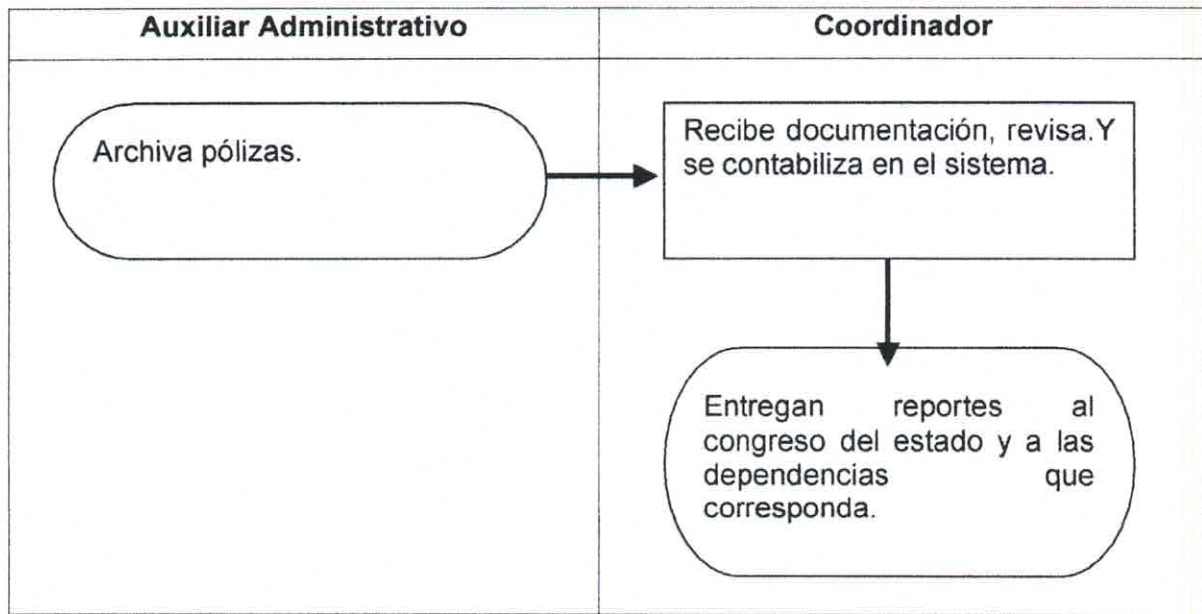 Auxiliar Administrativo
Coordinador
Archiva pólizas.
Recibe documentación, revisa.Y
se contabiliza en el sistema.
Entregan reportes al
congreso del estado y a las
dependencias que
corresponda.